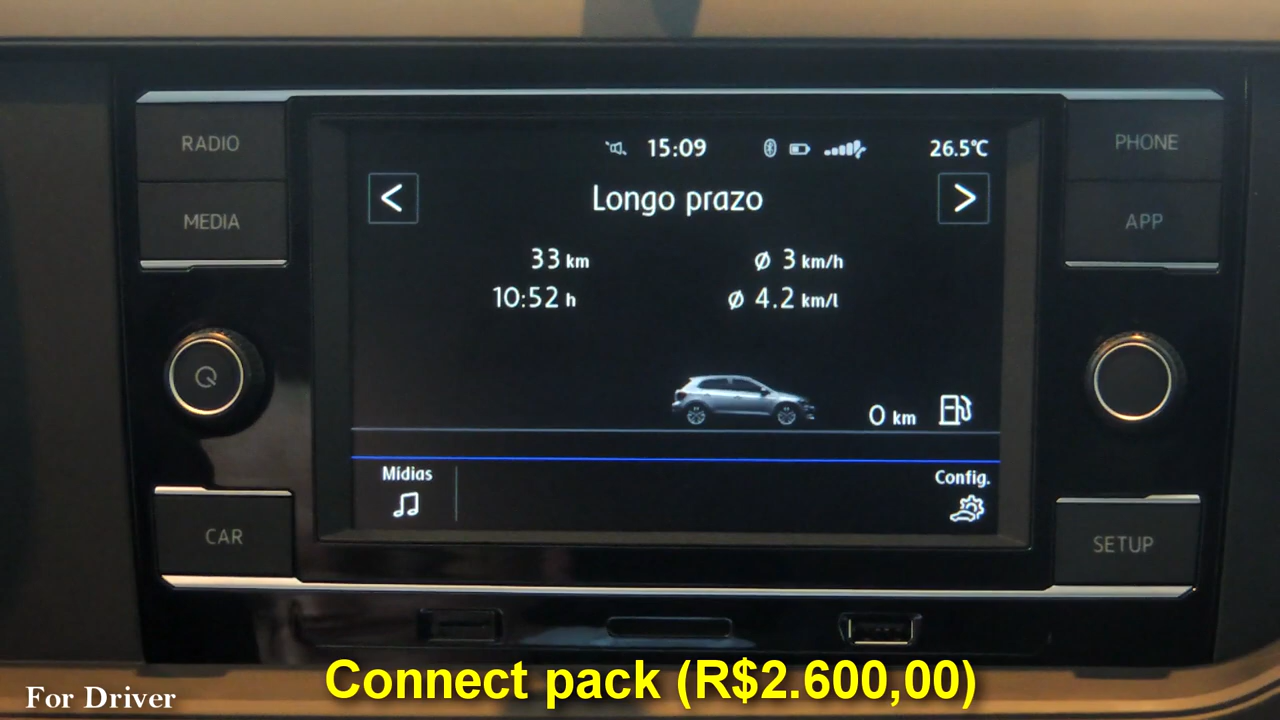 RADIO
MEDIA
CAR
15:09
26.5°C
<
Longo prazo
>
33 km
ø 3 km/h
10:52 h
ø 4.2 km/l
0 km
Mídias
Config.
PHONE
APP
SETUP
Connect pack (R$2.600,00)
For Driver